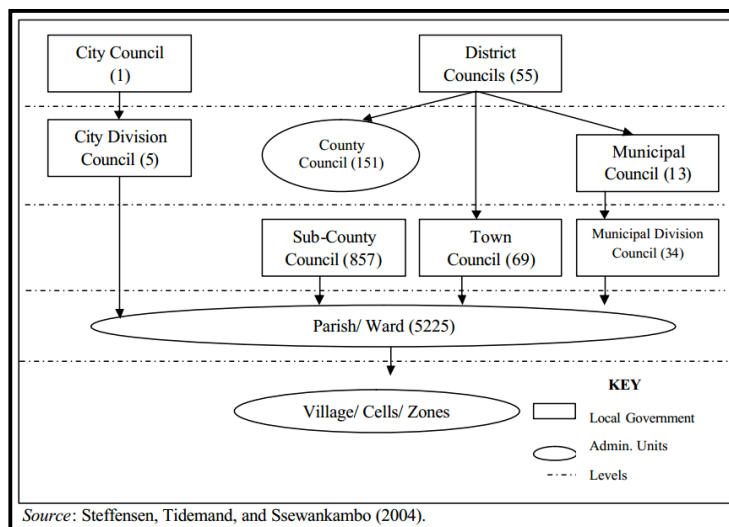 City Council
(1)
District
Councils (55)
City Division
Council (5)
County
Council (151)
Municipal
Council (13)
Sub-County
Council (857)
Town
Council (69)
Municipal Division
Council (34)
Parish/ Ward (5225)
Village/ Cells/ Zones
KEY
Local Government
Admin. Units
Levels
Source: Steffensen, Tidemand, and Ssewankambo (2004).